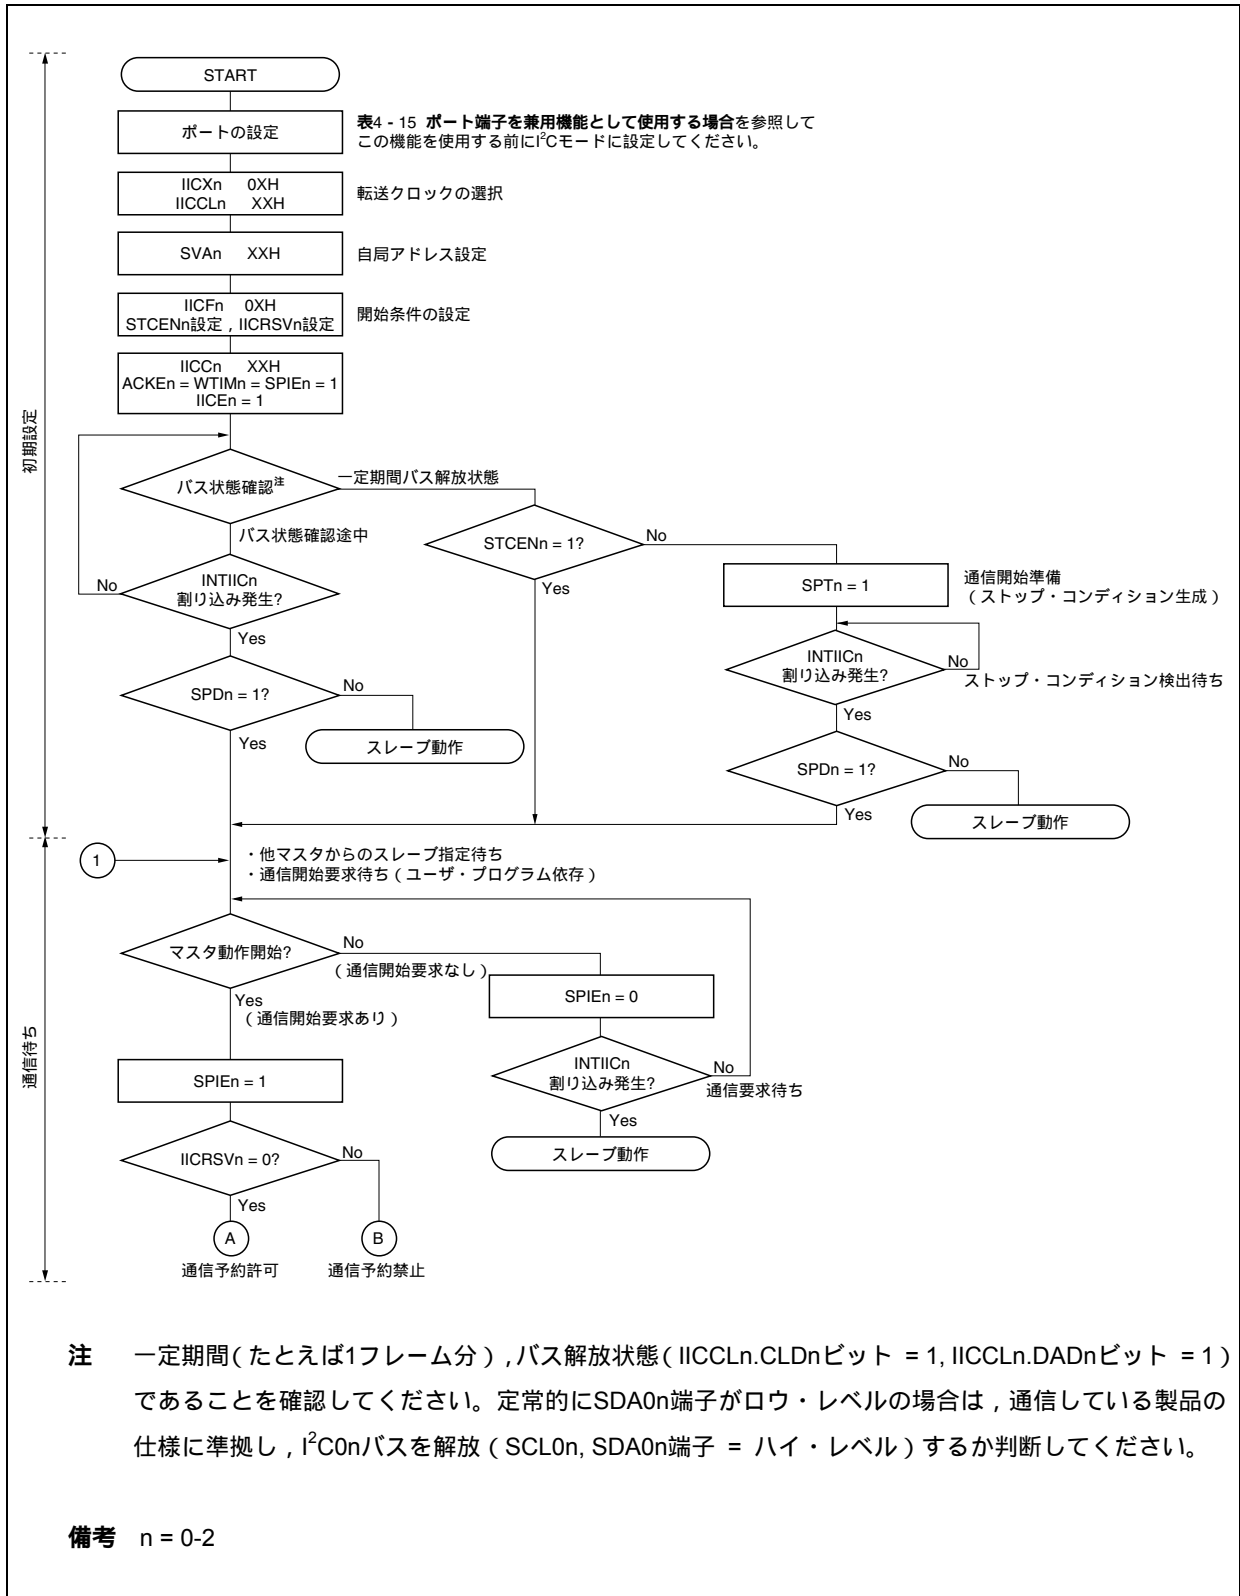 START
ポートの設定
表4-15 ポート端子を兼用機能として使用する場合を参照して
この機能を使用する前にI²Cモードに設定してください。
IICXn 0XH
IICCLn XXH
転送クロックの選択
SVAn XXH
自局アドレス設定
IICFn 0XH
STCENn設定，IICRSVn設定
開始条件の設定
IICCn XXH
ACKEn = WTIMn = SPIEn = 1
IICEn = 1
初期設定
バス状態確認注
一定期間バス解放状態
バス状態確認途中
STCENn = 1?
No
Yes
INTIICn
割り込み発生?
No
Yes
SPTn = 1
通信開始準備
（ストップ・コンディション生成）
INTIICn
割り込み発生?
No
ストップ・コンディション検出待ち
Yes
SPDn = 1?
No
Yes
スレーブ動作
SPDn = 1?
No
Yes
スレーブ動作
1
・他マスタからのスレーブ指定待ち
・通信開始要求待ち（ユーザ・プログラム依存）
通信待ち
マスタ動作開始?
No
（通信開始要求なし）
Yes
（通信開始要求あり）
SPIEn = 0
INTIICn
割り込み発生?
No
通信要求待ち
Yes
スレーブ動作
SPIEn = 1
IICRSVn = 0?
No
Yes
A
B
通信予約許可
通信予約禁止
注 一定期間（たとえば1フレーム分），バス解放状態（IICCLn.CLDnビット = 1, IICCLn.DADnビット = 1）
であることを確認してください。定常的にSDA0n端子がロウ・レベルの場合は，通信している製品の
仕様に準拠し，I²C0nバスを解放（SCL0n, SDA0n端子 = ハイ・レベル）するか判断してください。
備考 n = 0-2